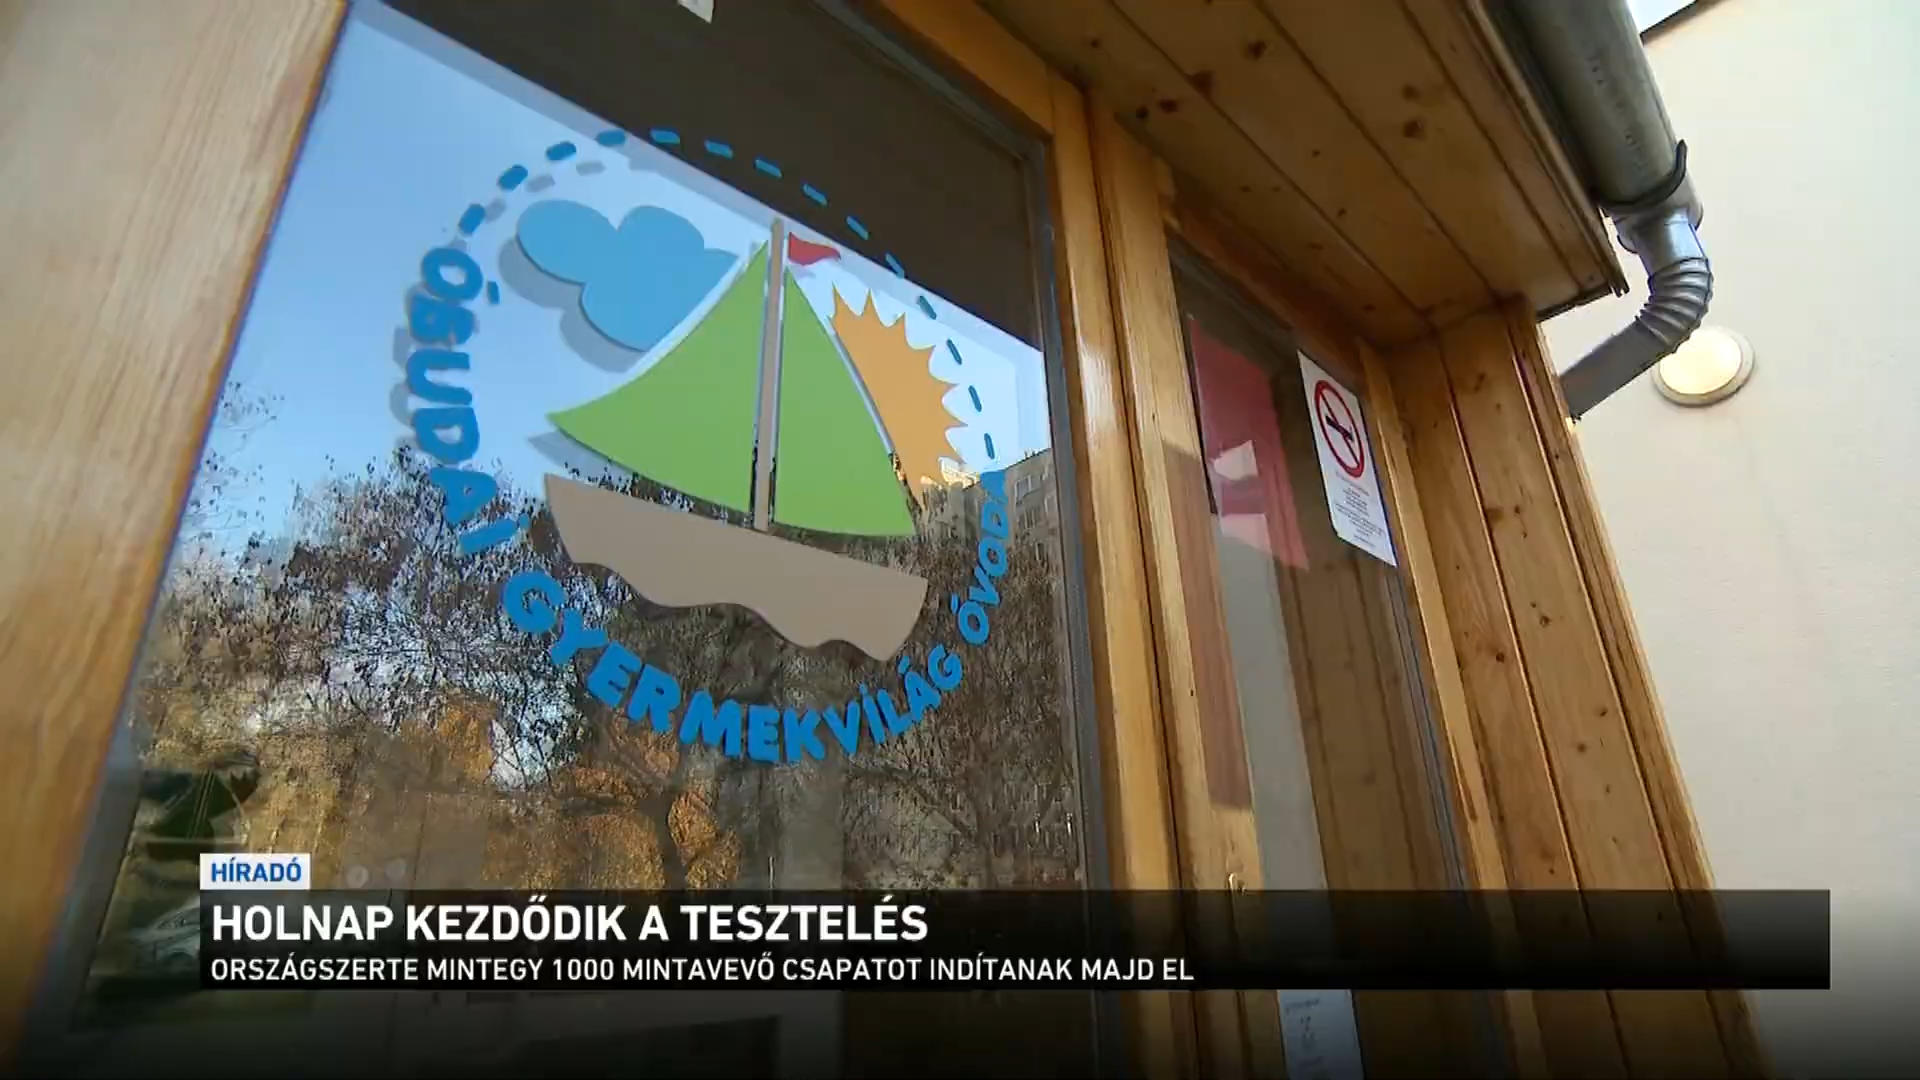 ÓBUDAI GYERMEKVILÁG ÓVODA
HÍRADÓ
HOLNAP KEZDŐDIK A TESZTELÉS
ORSZÁGSZERTE MINTEGY 1000 MINTAVEVŐ CSAPATOT INDÍTANAK MAJD EL